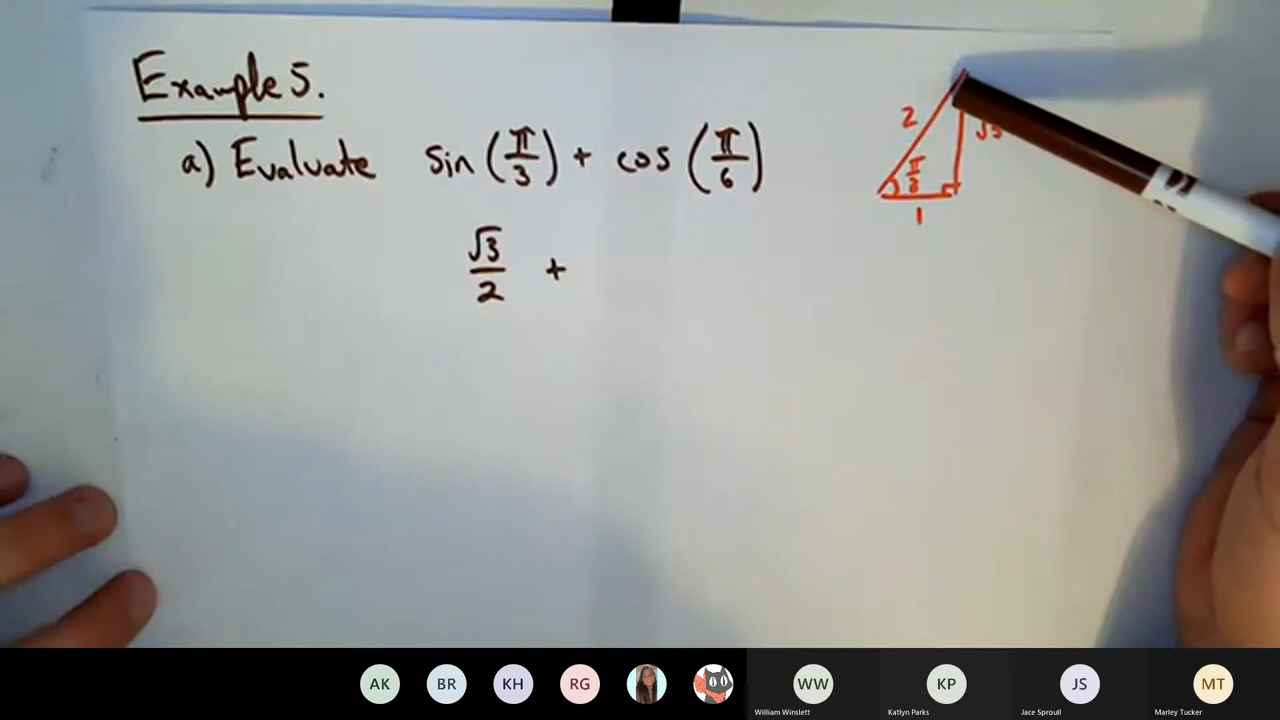 Example 5.
a) Evaluate sin (π/3) + cos (π/6)
√3/2 +
2
√3
π/3
1
AK BR KH RG WW KP JS MT
William Winslett Katlyn Parks Jace Sproull Marley Tucker